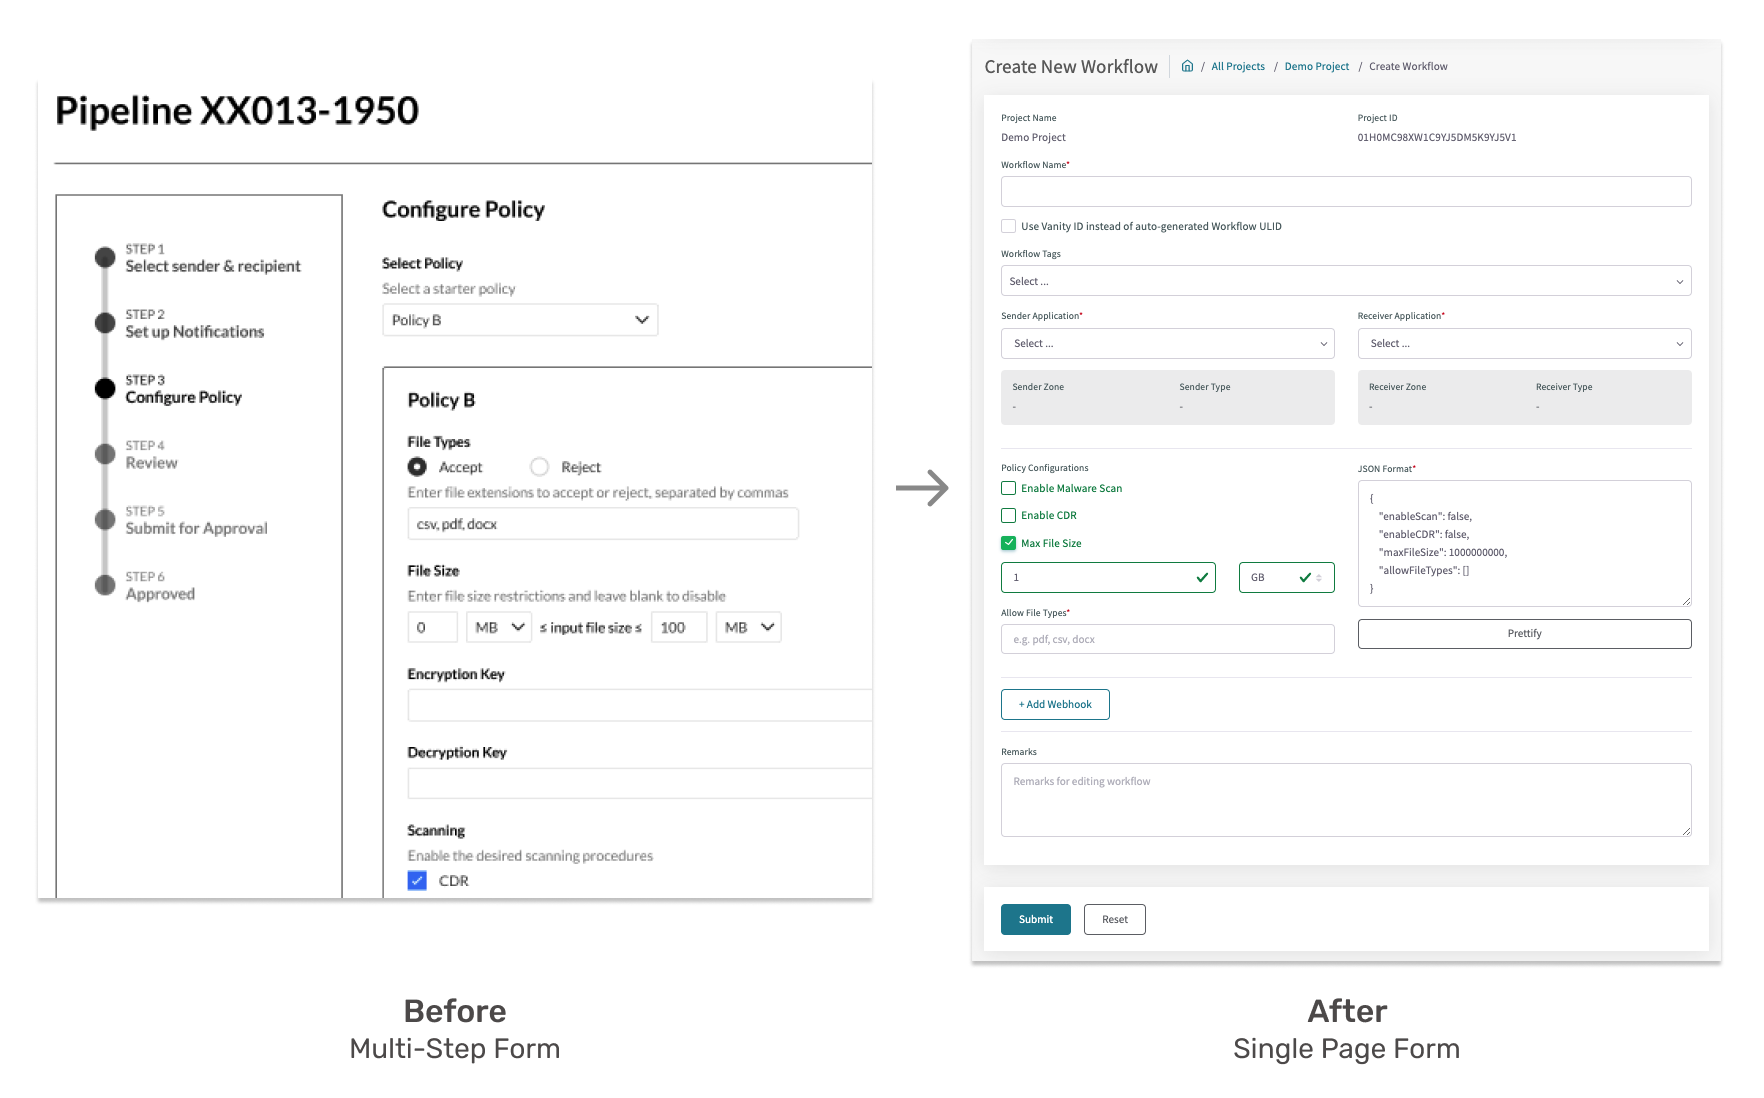 Pipeline XX013-1950
STEP 1
Select sender & recipient
STEP 2
Set up Notifications
STEP 3
Configure Policy
STEP 4
Review
STEP 5
Submit for Approval
STEP 6
Approved
Configure Policy
Select Policy
Select a starter policy
Policy B
Policy B
File Types
Accept Reject
Enter file extensions to accept or reject, separated by commas
csv, pdf, docx
File Size
Enter file size restrictions and leave blank to disable
0 MB ≤ input file size ≤ 100 MB
Encryption Key
Decryption Key
Scanning
Enable the desired scanning procedures
CDR
Before
Multi-Step Form
Create New Workflow / All Projects / Demo Project / Create Workflow
Project Name Project ID
Demo Project 01H0MC98XW1C9YJ5DM5K9YJ5V1
Workflow Name*
Use Vanity ID instead of auto-generated Workflow ULID
Workflow Tags
Select ...
Sender Application* Receiver Application*
Select ... Select ...
Sender Zone Sender Type Receiver Zone Receiver Type
- - - -
Policy Configurations
Enable Malware Scan
Enable CDR
Max File Size
1 GB
Allow File Types*
e.g. pdf, csv, docx
JSON Format*
{
"enableScan": false,
"enableCDR": false,
"maxFileSize": 1000000000,
"allowFileTypes": []
}
Prettify
+ Add Webhook
Remarks
Remarks for editing workflow
Submit Reset
After
Single Page Form